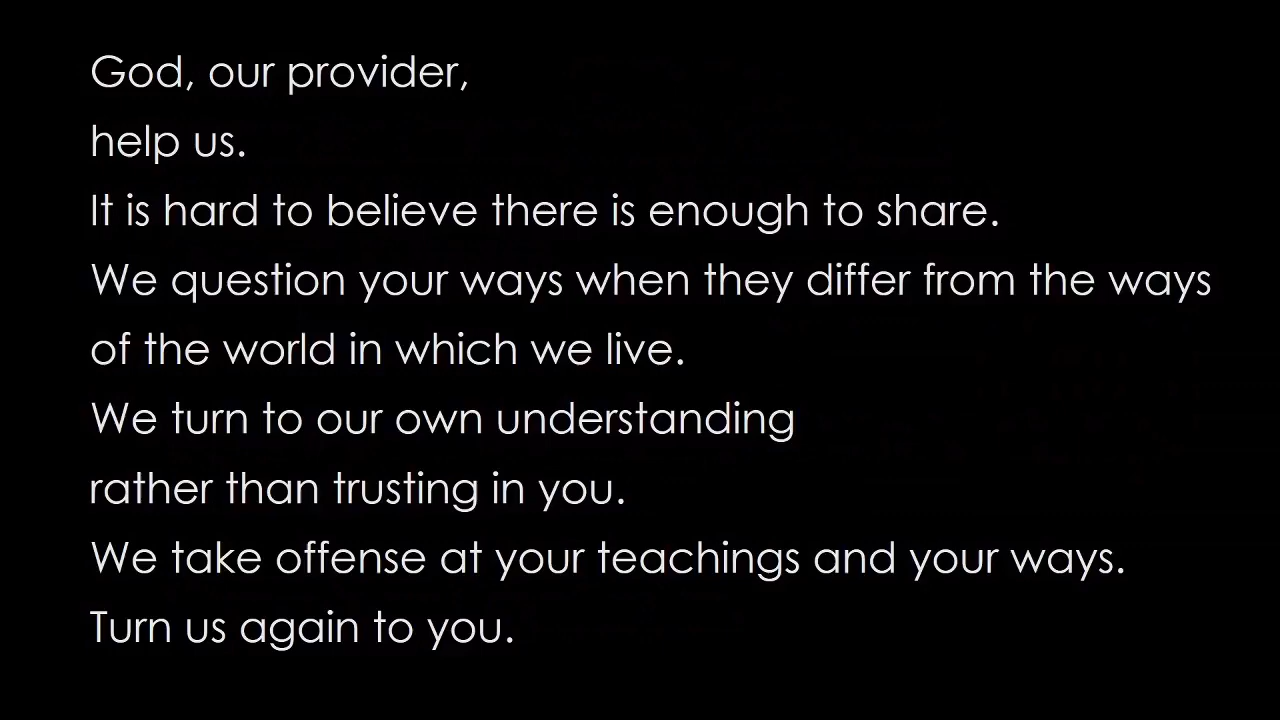 God, our provider,
help us.
It is hard to believe there is enough to share.
We question your ways when they differ from the ways
of the world in which we live.
We turn to our own understanding
rather than trusting in you.
We take offense at your teachings and your ways.
Turn us again to you.